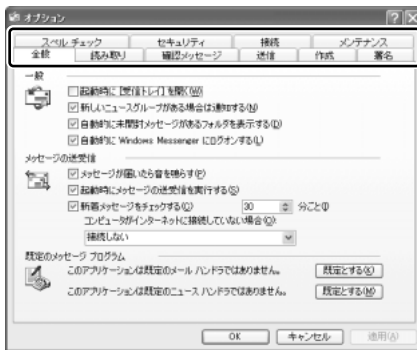 オプション
スペル チェック セキュリティ 接続 メンテナンス
全般 読み取り 確認メッセージ 送信 作成 署名
一般
起動時に [受信トレイ] を開く(W)
新しいニュースグループがある場合は通知する(N)
自動的に未開封メッセージがあるフォルダを表示する(D)
自動的に Windows Messenger にログオンする(L)
メッセージの送受信
メッセージが届いたら音を鳴らす(P)
起動時にメッセージの送受信を実行する(S)
新着メッセージをチェックする(C) 30 分ごと(I)
コンピュータがインターネットに接続していない場合(O):
接続しない
既定のメッセージ プログラム
このアプリケーションは既定のメール ハンドラではありません。 既定とする(K)
このアプリケーションは既定のニュース ハンドラではありません。 既定とする(M)
OK キャンセル 適用(A)